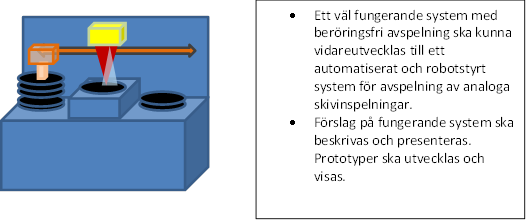 • Ett väl fungerande system med
beröringsfri avspelning ska kunna
vidareutvecklas till ett
automatiserat och robotstyrt
system för avspelning av analoga
skivinspelningar.
• Förslag på fungerande system ska
beskrivas och presenteras.
Prototyper ska utvecklas och
visas.